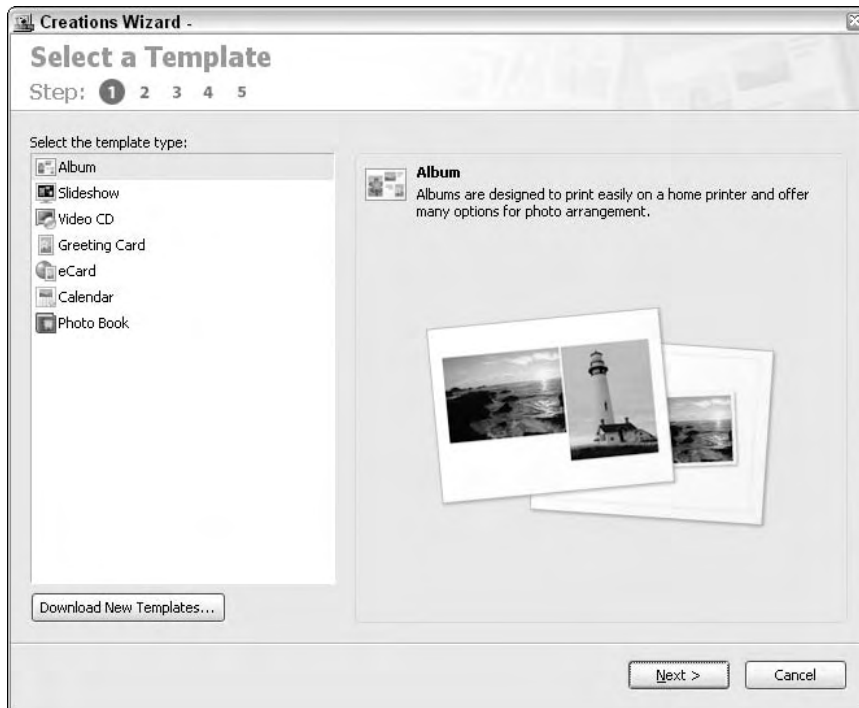 Creations Wizard -
Select a Template
Step: 1 2 3 4 5
Select the template type:
Album
Slideshow
Video CD
Greeting Card
eCard
Calendar
Photo Book
Download New Templates...
Album
Albums are designed to print easily on a home printer and offer
many options for photo arrangement.
Next >
Cancel